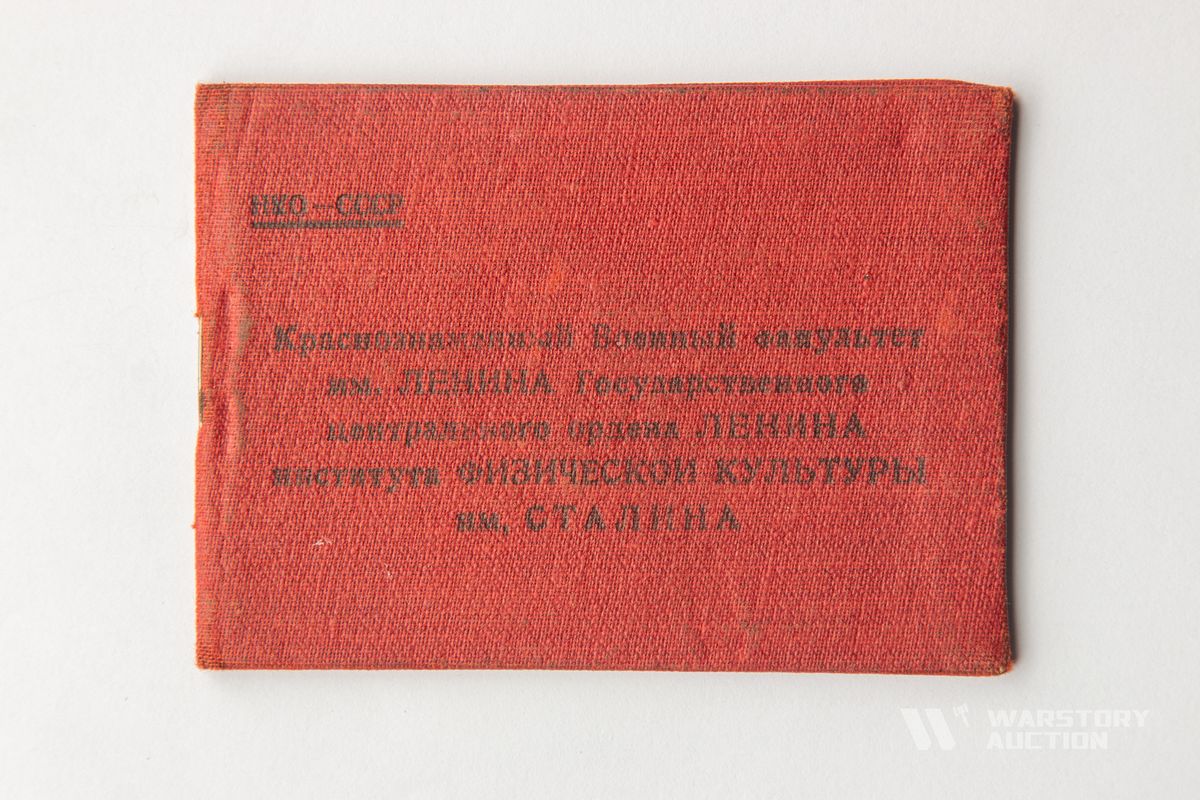 НКО—СССР
Краснознаменный Военный факультет
им. ЛЕНИНА Государственного
центрального ордена ЛЕНИНА
института ФИЗИЧЕСКОЙ КУЛЬТУРЫ
им. СТАЛИНА
WARSTORY
AUCTION